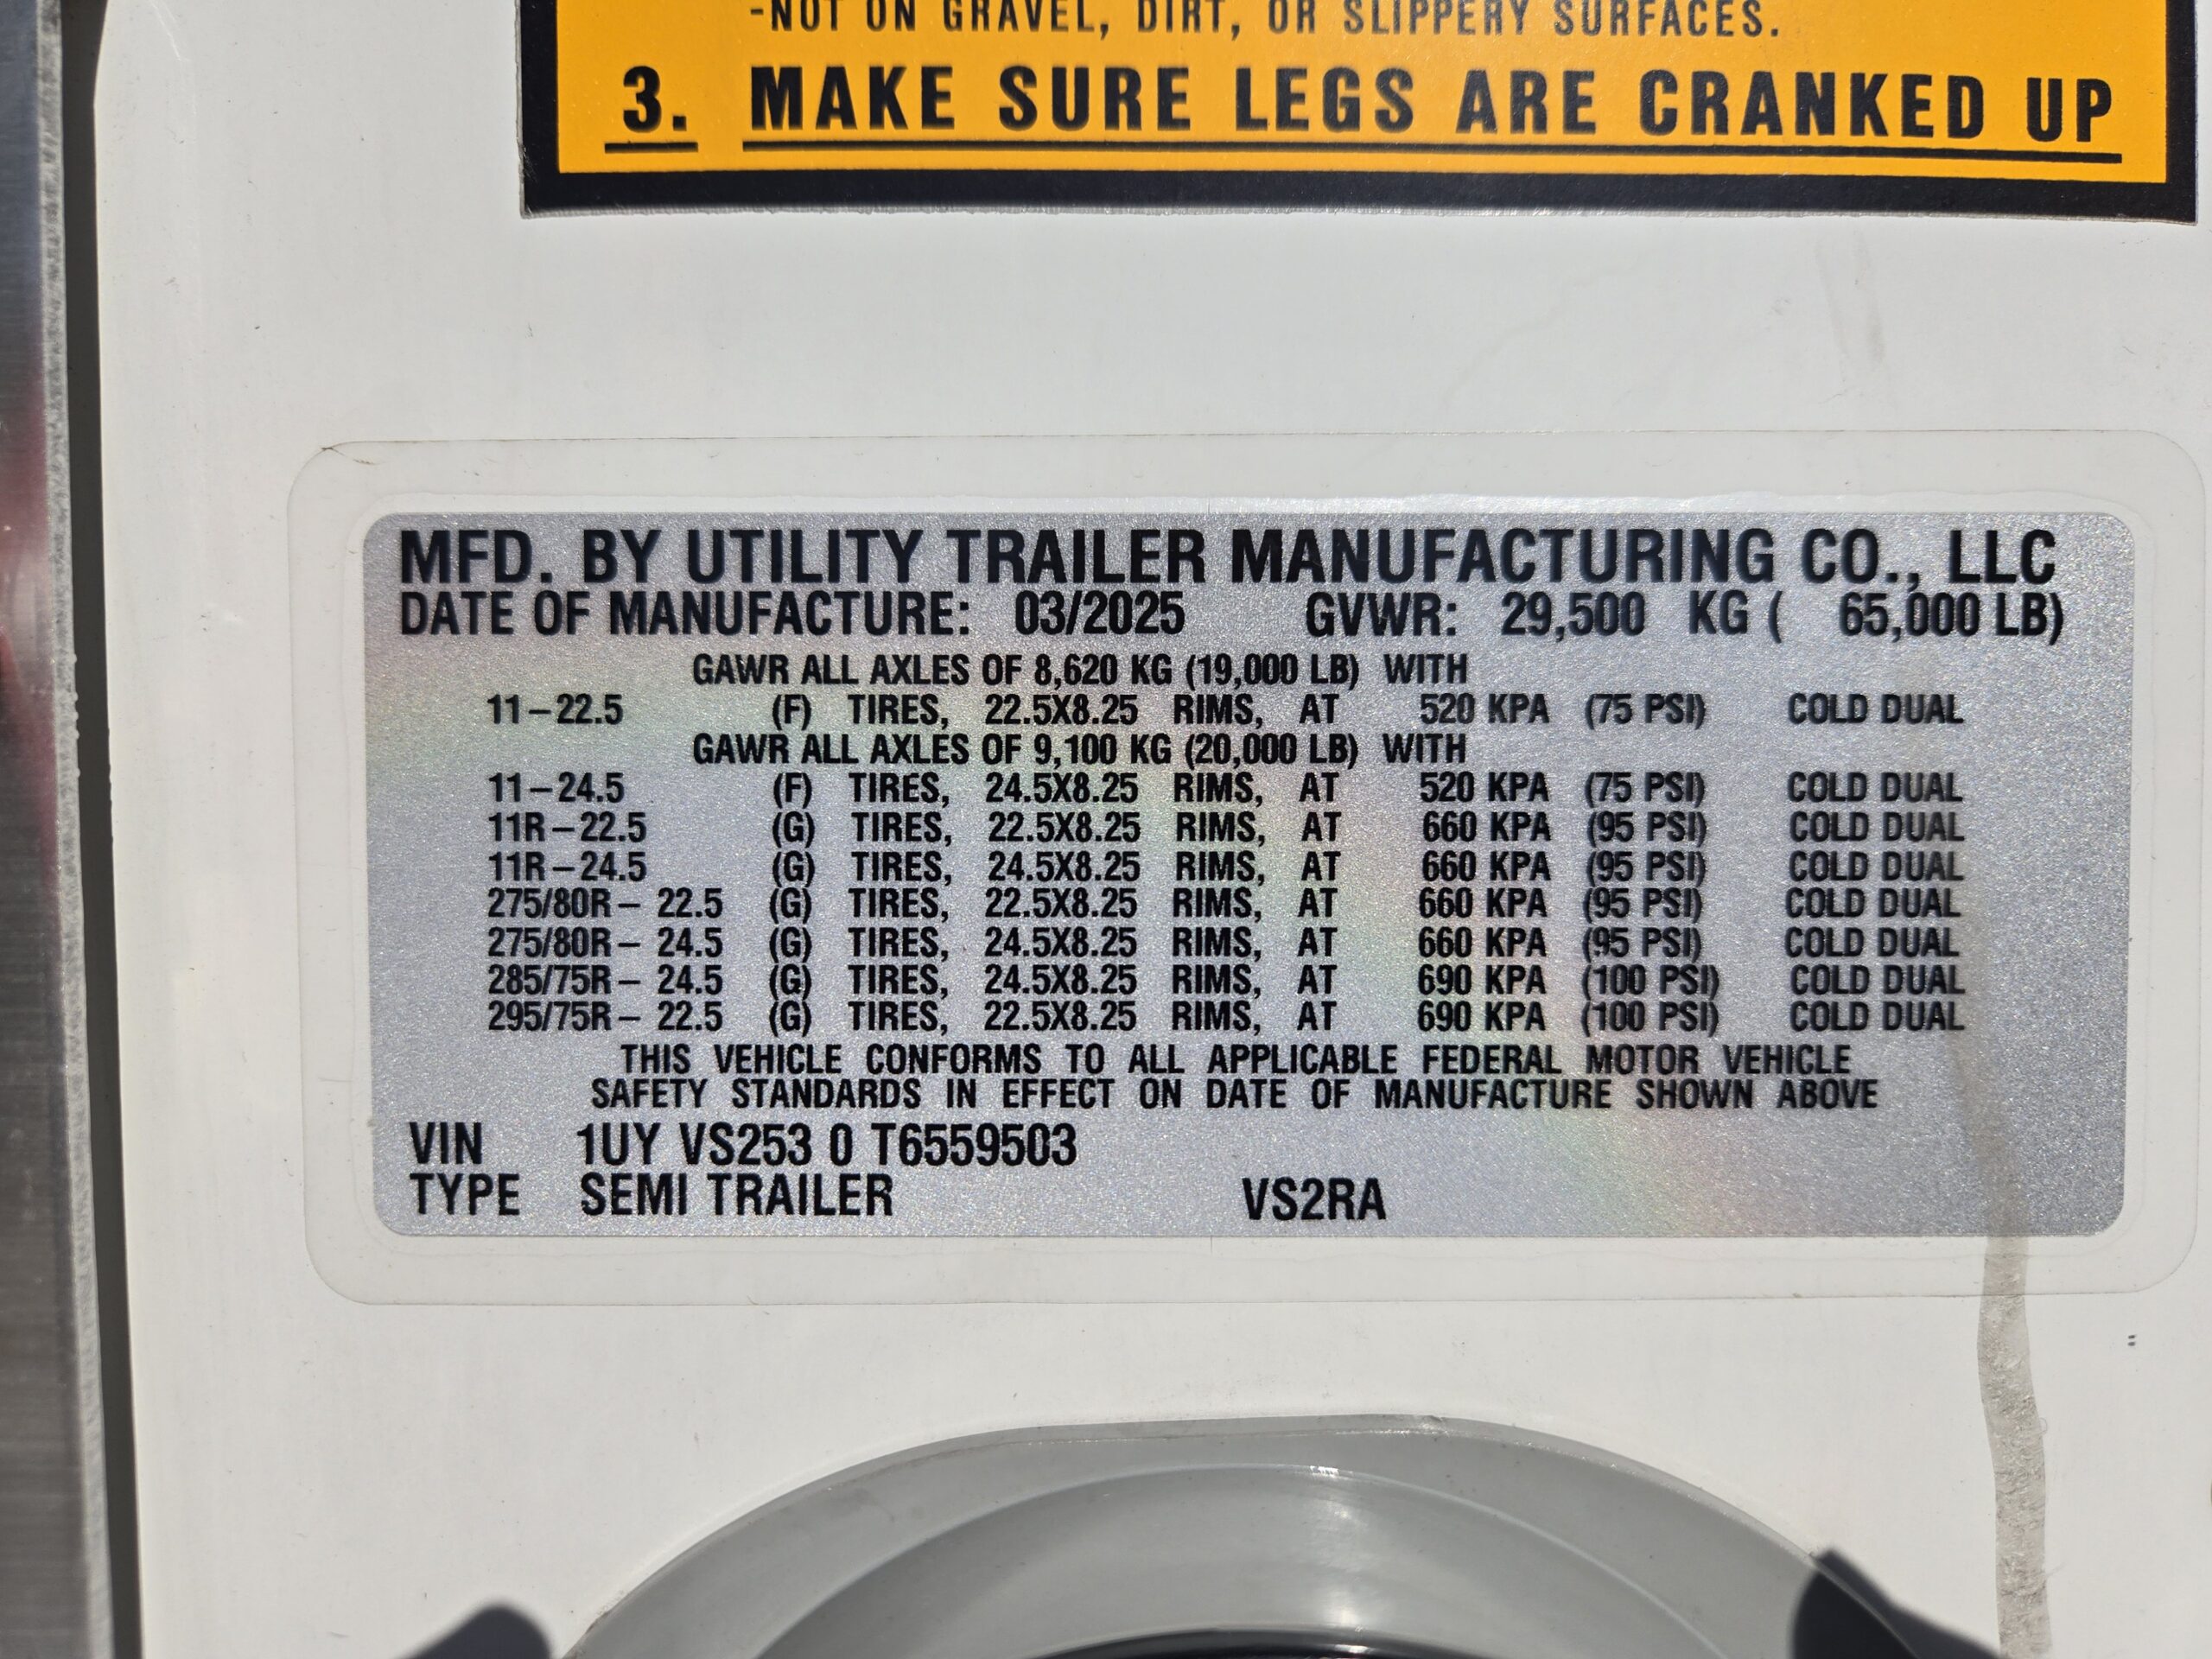 -NOT ON GRAVEL, DIRT, OR SLIPPERY SURFACES.
3. MAKE SURE LEGS ARE CRANKED UP
MFD. BY UTILITY TRAILER MANUFACTURING CO., LLC
DATE OF MANUFACTURE: 03/2025 GVWR: 29,500 KG ( 65,000 LB)
GAWR ALL AXLES OF 8,620 KG (19,000 LB) WITH
11-22.5 (F) TIRES, 22.5X8.25 RIMS, AT 520 KPA (75 PSI) COLD DUAL
GAWR ALL AXLES OF 9,100 KG (20,000 LB) WITH
11-24.5 (F) TIRES, 24.5X8.25 RIMS, AT 520 KPA (75 PSI) COLD DUAL
11R-22.5 (G) TIRES, 22.5X8.25 RIMS, AT 660 KPA (95 PSI) COLD DUAL
11R-24.5 (G) TIRES, 24.5X8.25 RIMS, AT 660 KPA (95 PSI) COLD DUAL
275/80R- 22.5 (G) TIRES, 22.5X8.25 RIMS, AT 660 KPA (95 PSI) COLD DUAL
275/80R- 24.5 (G) TIRES, 24.5X8.25 RIMS, AT 660 KPA (95 PSI) COLD DUAL
285/75R- 24.5 (G) TIRES, 24.5X8.25 RIMS, AT 690 KPA (100 PSI) COLD DUAL
295/75R- 22.5 (G) TIRES, 22.5X8.25 RIMS, AT 690 KPA (100 PSI) COLD DUAL
THIS VEHICLE CONFORMS TO ALL APPLICABLE FEDERAL MOTOR VEHICLE
SAFETY STANDARDS IN EFFECT ON DATE OF MANUFACTURE SHOWN ABOVE
VIN 1UY VS253 0 T6559503
TYPE SEMI TRAILER VS2RA